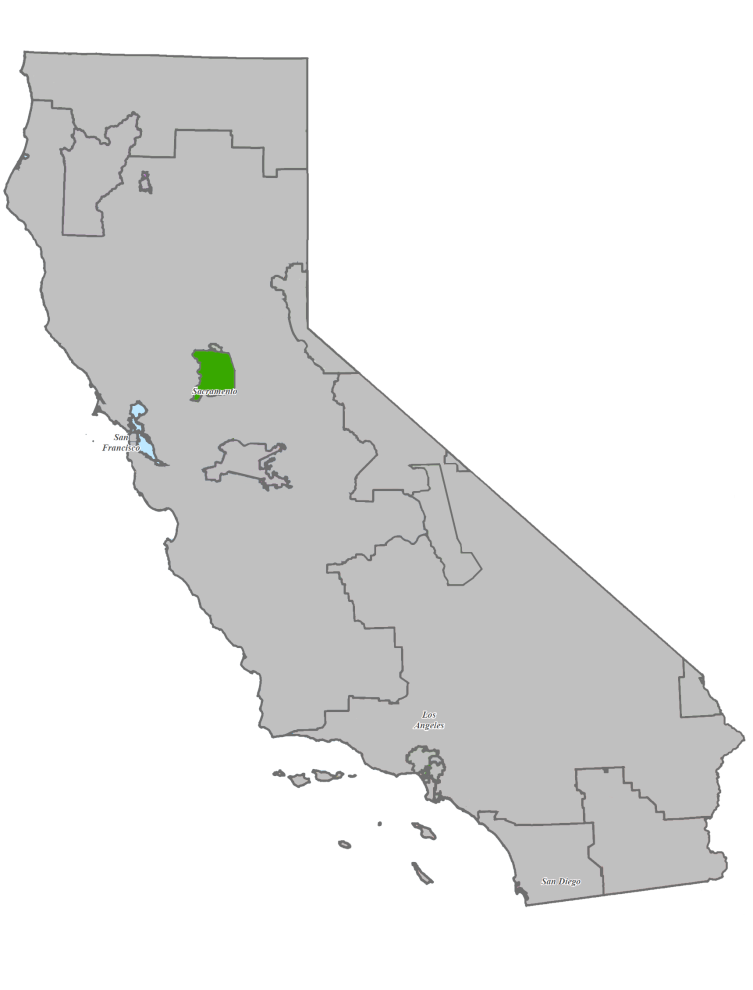 Sacramento
San
Francisco
Los
Angeles
San Diego